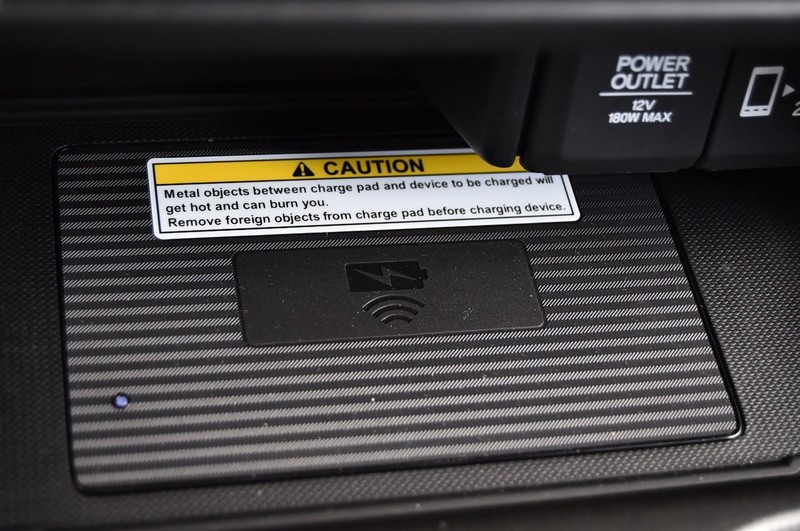 POWER
OUTLET
12V
180W MAX
2
CAUTION
Metal objects between charge pad and device to be charged will
get hot and can burn you.
Remove foreign objects from charge pad before charging device.